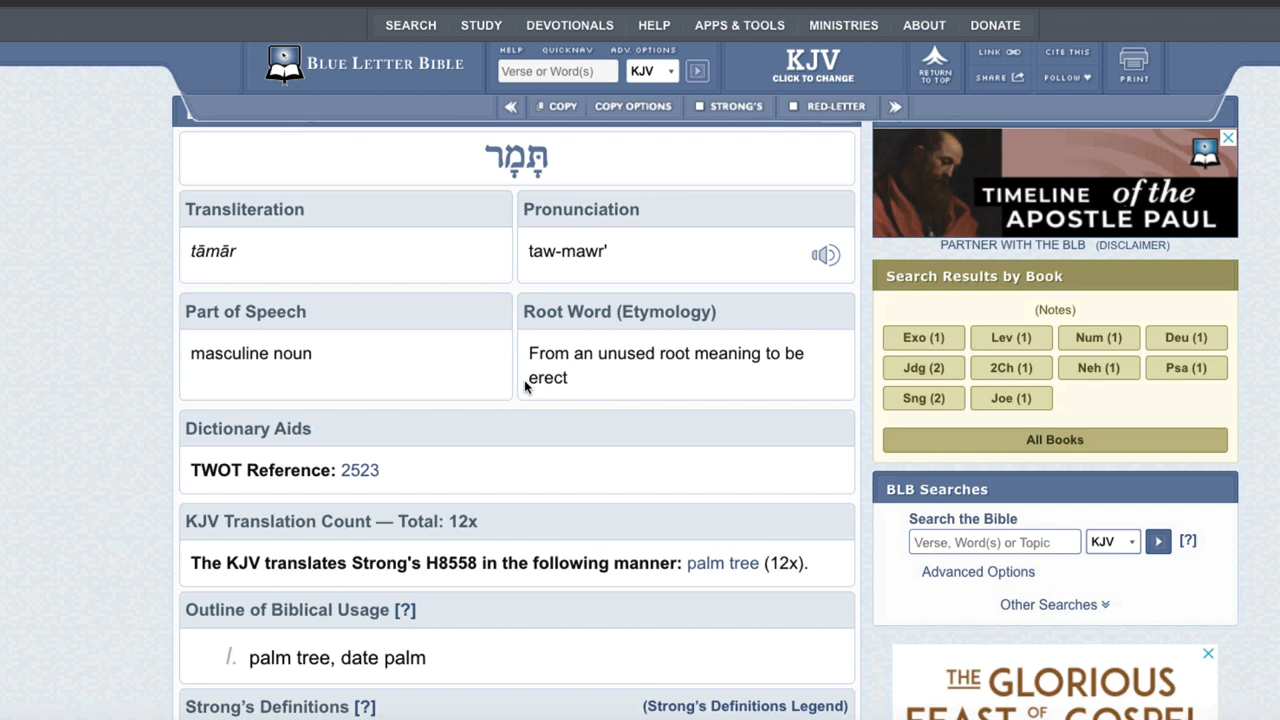 SEARCH STUDY DEVOTIONALS HELP APPS & TOOLS MINISTRIES ABOUT DONATE
BLUE LETTER BIBLE
HELP QUICKNAV ADV. OPTIONS
Verse or Word(s) KJV
KJV
CLICK TO CHANGE
RETURN
TO TOP
LINK CITE THIS
SHARE FOLLOW
PRINT
COPY COPY OPTIONS STRONG'S RED-LETTER
תָּמָר
Transliteration
tāmār
Pronunciation
taw-mawr'
Part of Speech
masculine noun
Root Word (Etymology)
From an unused root meaning to be
erect
Dictionary Aids
TWOT Reference: 2523
KJV Translation Count — Total: 12x
The KJV translates Strong's H8558 in the following manner: palm tree (12x).
Outline of Biblical Usage [?]
I. palm tree, date palm
Strong's Definitions [?] (Strong's Definitions Legend)
TIMELINE of the
APOSTLE PAUL
PARTNER WITH THE BLB (DISCLAIMER)
Search Results by Book
(Notes)
Exo (1) Lev (1) Num (1) Deu (1)
Jdg (2) 2Ch (1) Neh (1) Psa (1)
Sng (2) Joe (1)
All Books
BLB Searches
Search the Bible
Verse, Word(s) or Topic KJV [?]
Advanced Options
Other Searches
THE GLORIOUS
FEAST OF GOSPEL